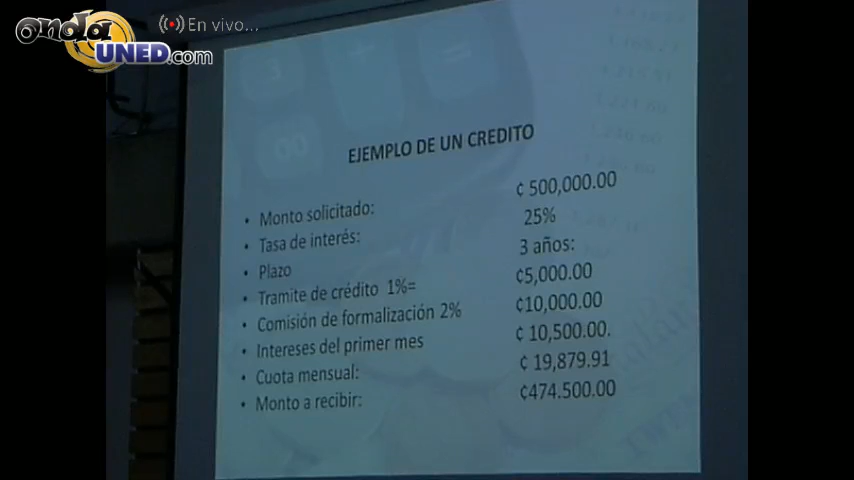 onda
UNED.com
En vivo...
EJEMPLO DE UN CREDITO
• Monto solicitado: ¢ 500,000.00
• Tasa de interés: 25%
• Plazo 3 años:
• Tramite de crédito 1%= ¢5,000.00
• Comisión de formalización 2% ¢10,000.00
• Intereses del primer mes ¢ 10,500.00.
• Cuota mensual: ¢ 19,879.91
• Monto a recibir: ¢474.500.00